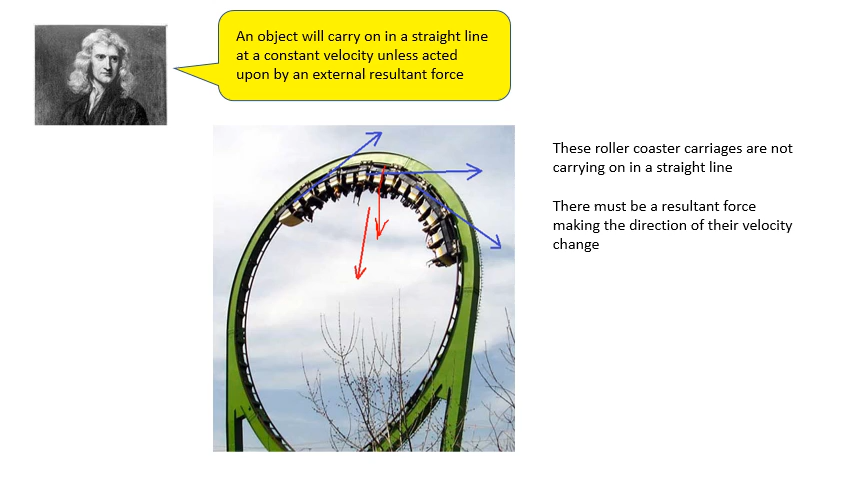 An object will carry on in a straight line
at a constant velocity unless acted
upon by an external resultant force
These roller coaster carriages are not
carrying on in a straight line
There must be a resultant force
making the direction of their velocity
change